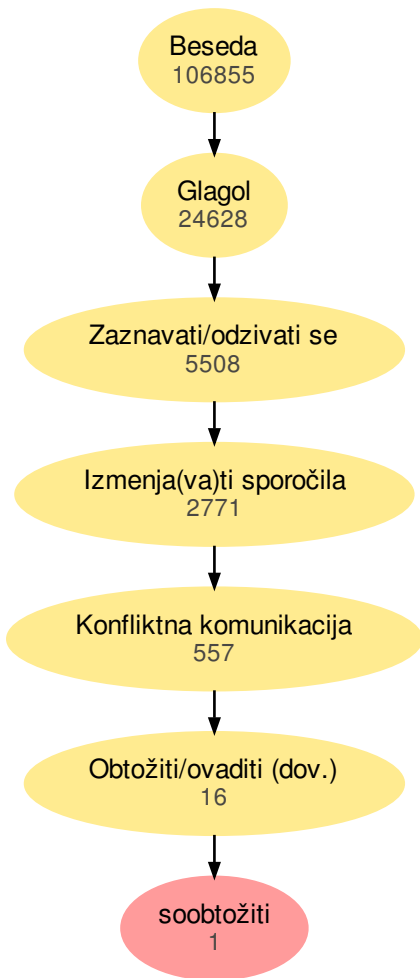 Beseda
106855
Glagol
24628
Zaznavati/odzivati se
5508
Izmenja(va)ti sporočila
2771
Konfliktna komunikacija
557
Obtožiti/ovaditi (dov.)
16
soobtožiti
1